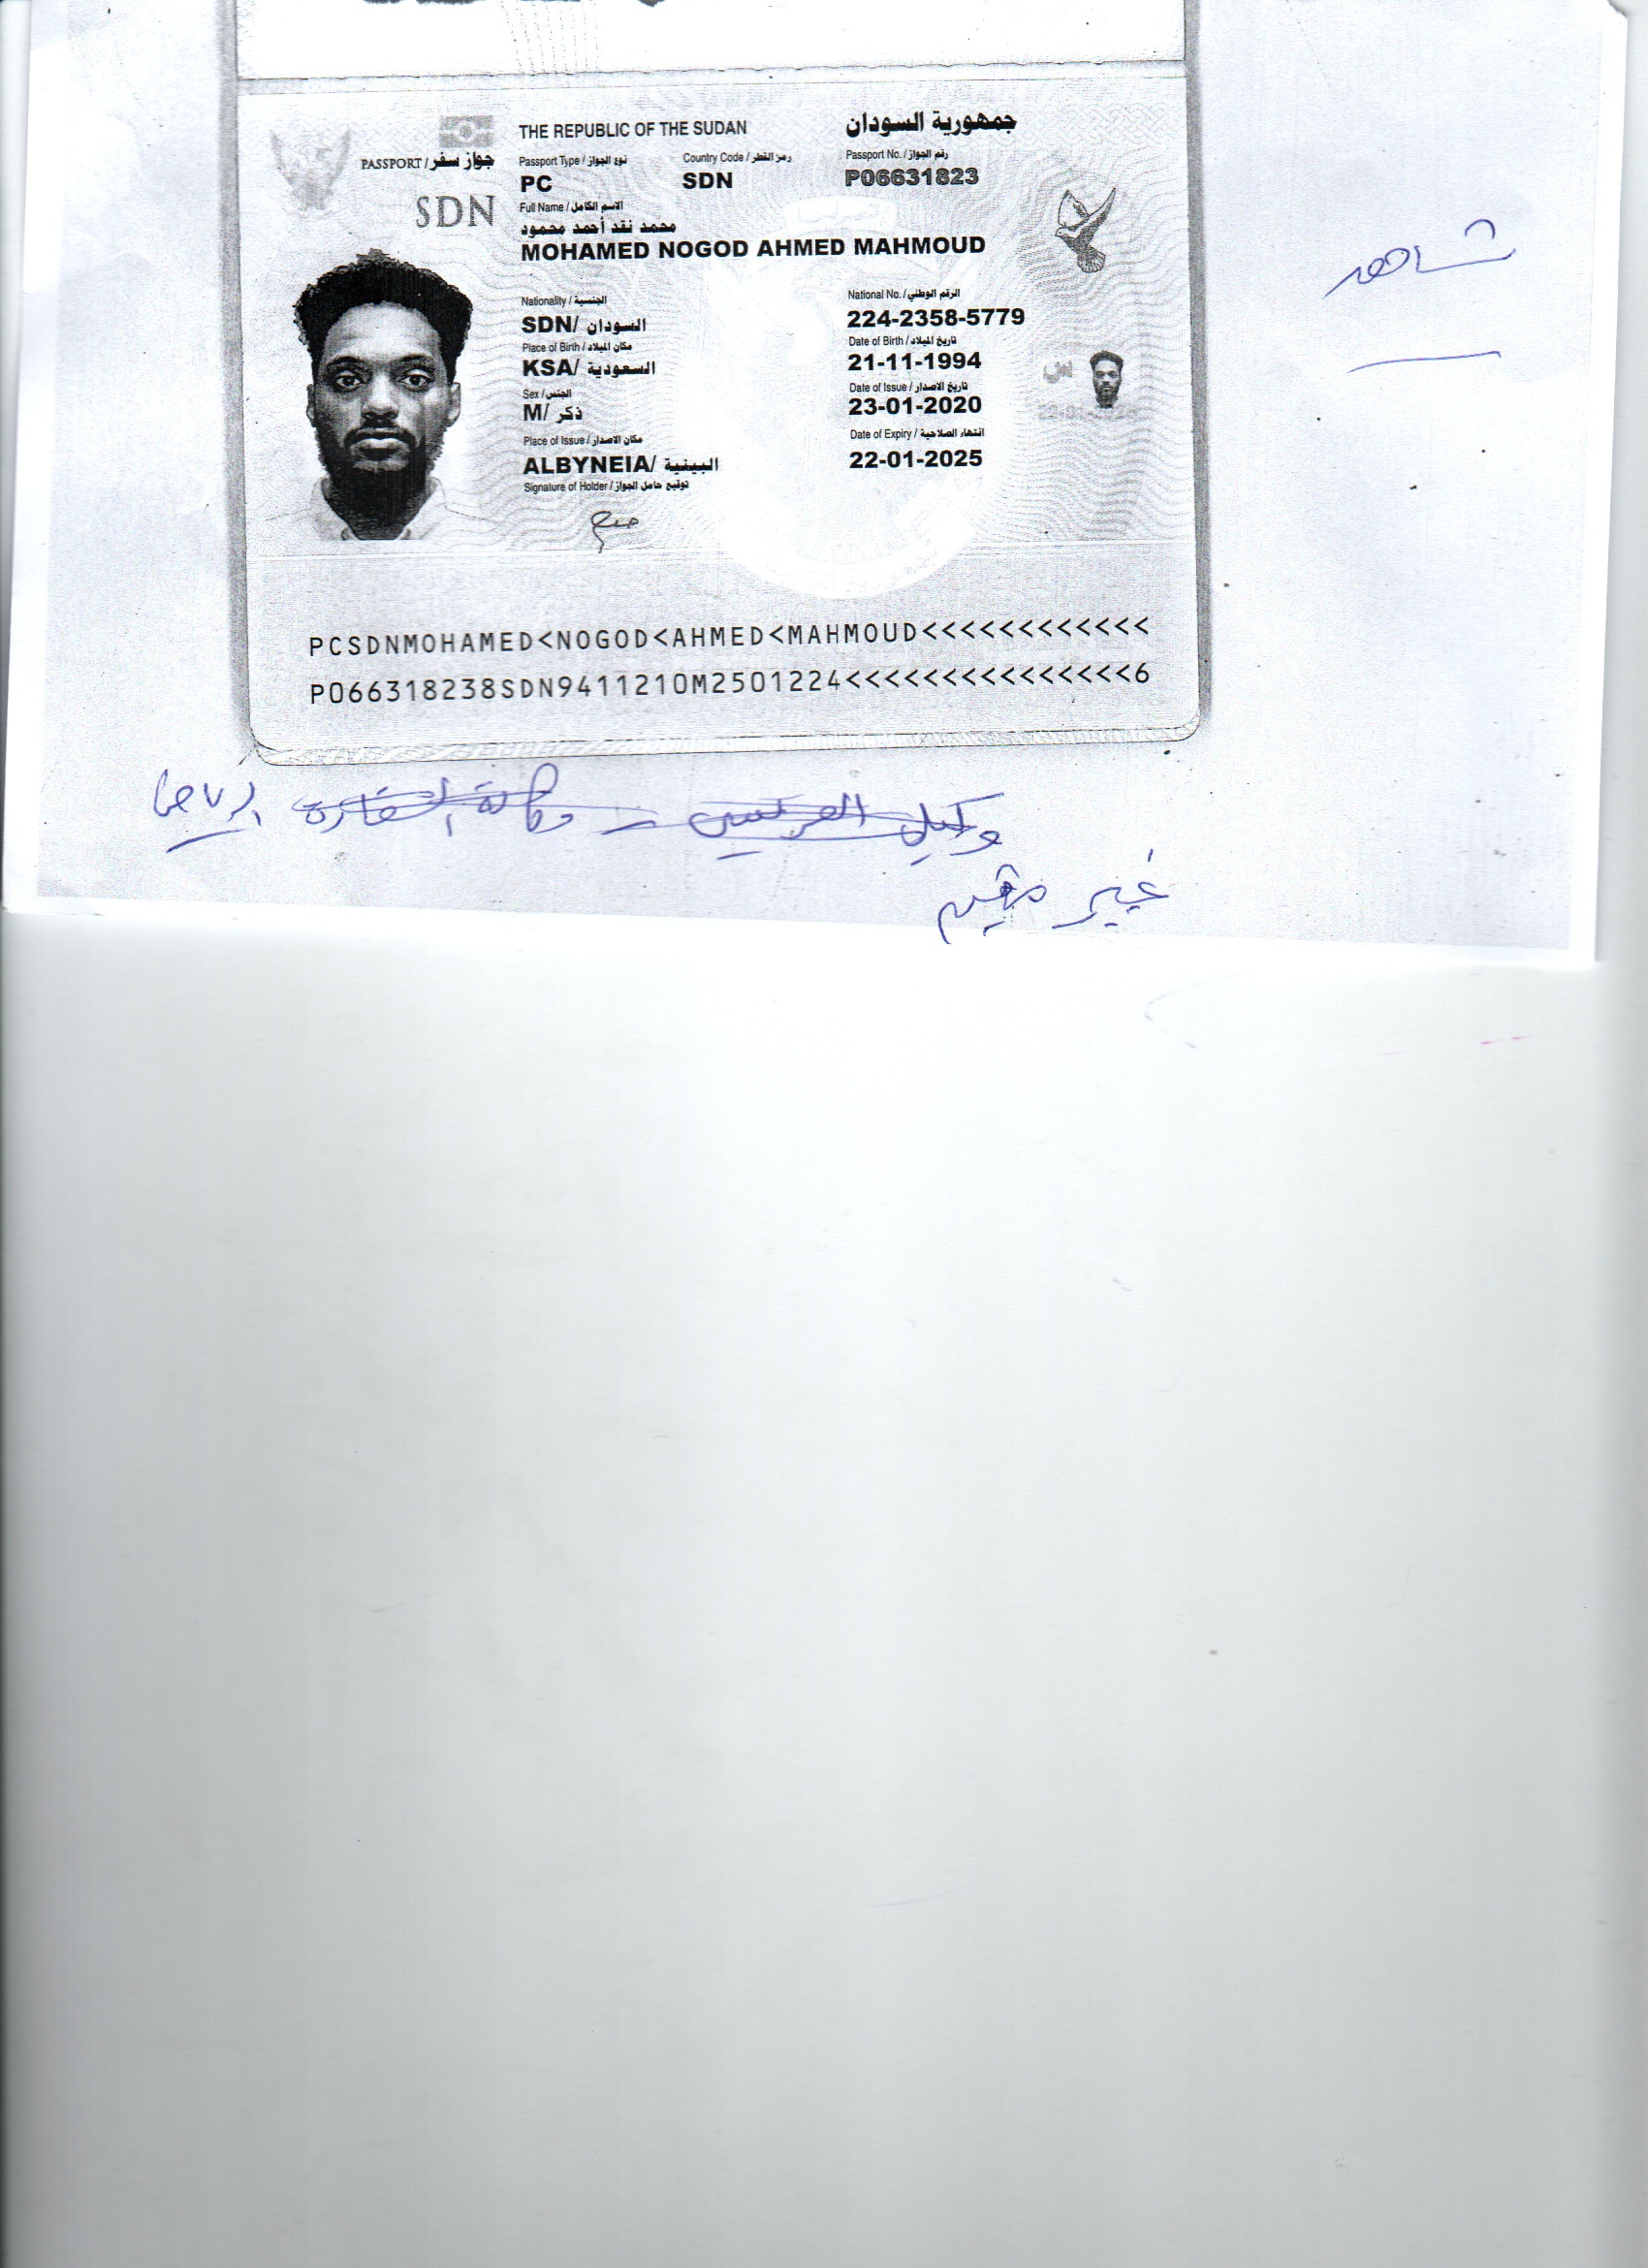 THE REPUBLIC OF THE SUDAN جمهورية السودان
PASSPORT / جواز سفر
SDN
Passport Type / نوع الجواز Country Code / رمز القطر Passport No. / رقم الجواز
PC SDN P06631823
Full Name / الاسم الكامل
محمد نقد أحمد محمود
MOHAMED NOGOD AHMED MAHMOUD
Nationality / الجنسية National No. / الرقم الوطني
SDN/ السودان 224-2358-5779
Place of Birth / مكان الميلاد Date of Birth / تاريخ الميلاد
KSA/ السعودية 21-11-1994
Sex / الجنس Date of Issue / تاريخ الاصدار
M/ ذكر 23-01-2020
Place of Issue / مكان الاصدار Date of Expiry / انتهاء الصلاحية
ALBYNEIA/ البينية 22-01-2025
Signature of Holder / توقيع حامل الجواز
PCSDNMOHAMED<NOGOD<AHMED<MAHMOUD<<<<<<<<<<<<
P066318238SDN9411210M2501224<<<<<<<<<<<<<<<6
شاهد
وكيل العريس - وكالة السفارة
غير مقيم